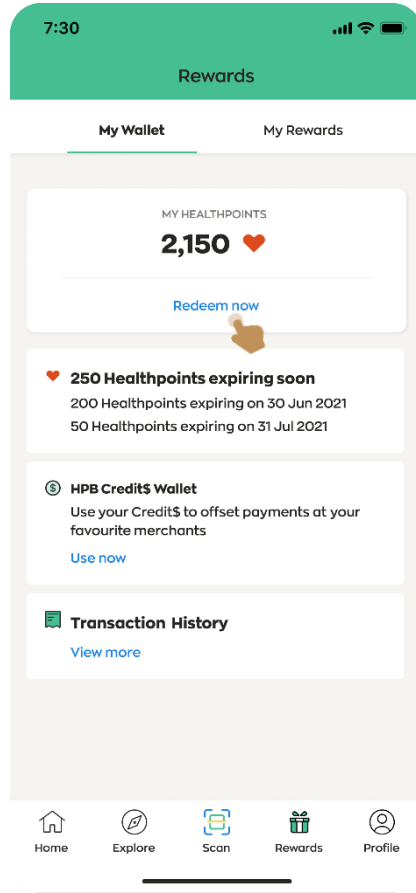 7:30
Rewards
My Wallet
My Rewards
MY HEALTHPOINTS
2,150
Redeem now
250 Healthpoints expiring soon
200 Healthpoints expiring on 30 Jun 2021
50 Healthpoints expiring on 31 Jul 2021
$ HPB Credit$ Wallet
Use your Credit$ to offset payments at your
favourite merchants
Use now
Transaction History
View more
Home
Explore
Scan
Rewards
Profile